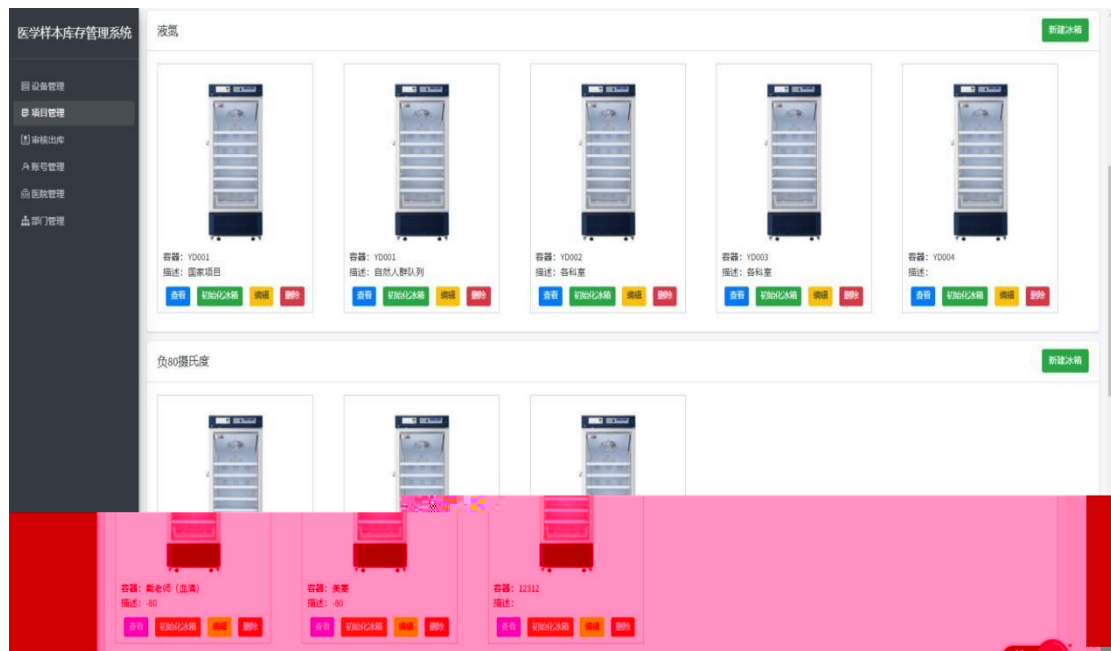 医学样本库存管理系统
设备管理
项目管理
审核出库
账号管理
医院管理
部门管理
液氮
新建冰箱
容器：YD001
描述：国家项目
查看 初始化冰箱 编辑 删除
容器：YD001
描述：自然人群队列
查看 初始化冰箱 编辑 删除
容器：YD002
描述：各科室
查看 初始化冰箱 编辑 删除
容器：YD003
描述：各科室
查看 初始化冰箱 编辑 删除
容器：YD004
描述：
查看 初始化冰箱 编辑 删除
负80摄氏度
新建冰箱
容器：戴老师（血清）
描述：-80
查看 初始化冰箱 编辑 删除
容器：美菱
描述：-80
查看 初始化冰箱 编辑 删除
容器：12312
描述：
查看 初始化冰箱 编辑 删除